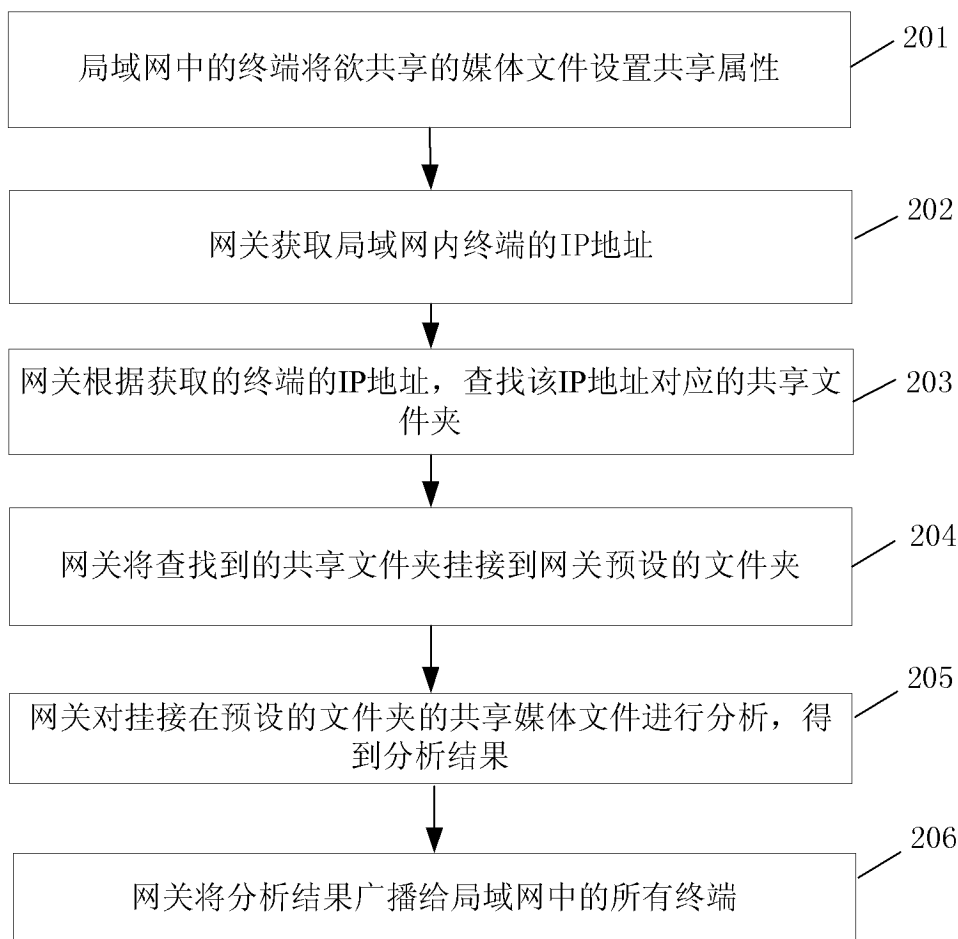 局域网中的终端将欲共享的媒体文件设置共享属性
201
网关获取局域网内终端的IP地址
202
网关根据获取的终端的IP地址，查找该IP地址对应的共享文
件夹
203
网关将查找到的共享文件夹挂接到网关预设的文件夹
204
网关对挂接在预设的文件夹的共享媒体文件进行分析，得
到分析结果
205
网关将分析结果广播给局域网中的所有终端
206